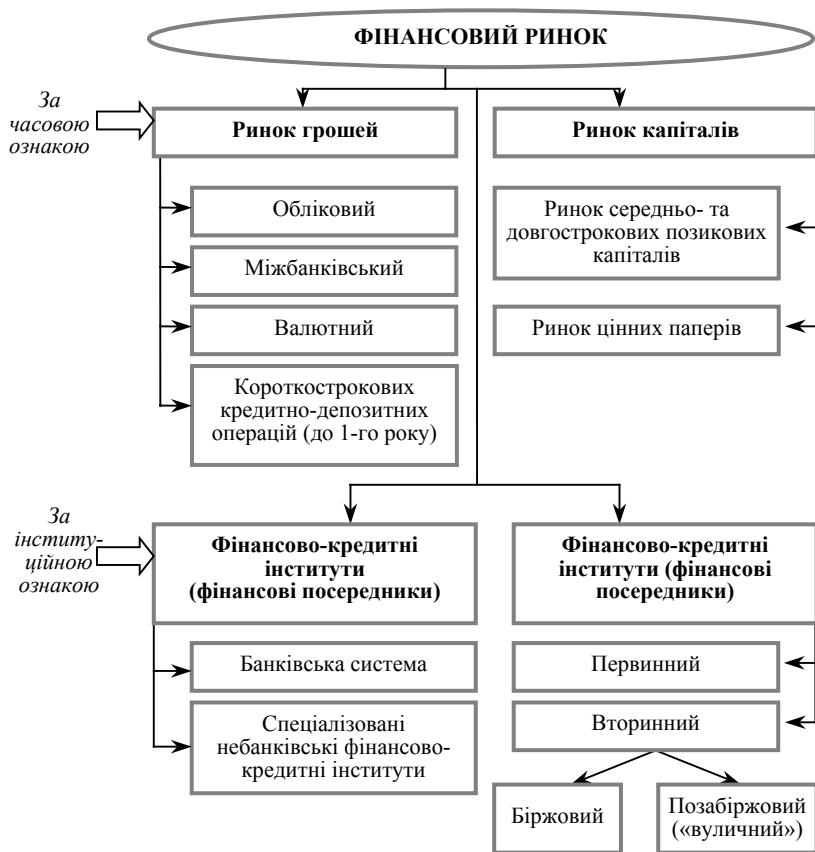 ФІНАНСОВИЙ РИНОК
За
часовою
ознакою
Ринок грошей
Ринок капіталів
Обліковий
Міжбанківський
Валютний
Короткострокових
кредитно-депозитних
операцій (до 1-го року)
Ринок середньо- та
довгострокових позикових
капіталів
Ринок цінних паперів
За
інститу-
ційною
ознакою
Фінансово-кредитні
інститути
(фінансові посередники)
Фінансово-кредитні
інститути (фінансові
посередники)
Банківська система
Спеціалізовані
небанківські фінансово-
кредитні інститути
Первинний
Вторинний
Біржовий
Позабіржовий
(«вуличний»)